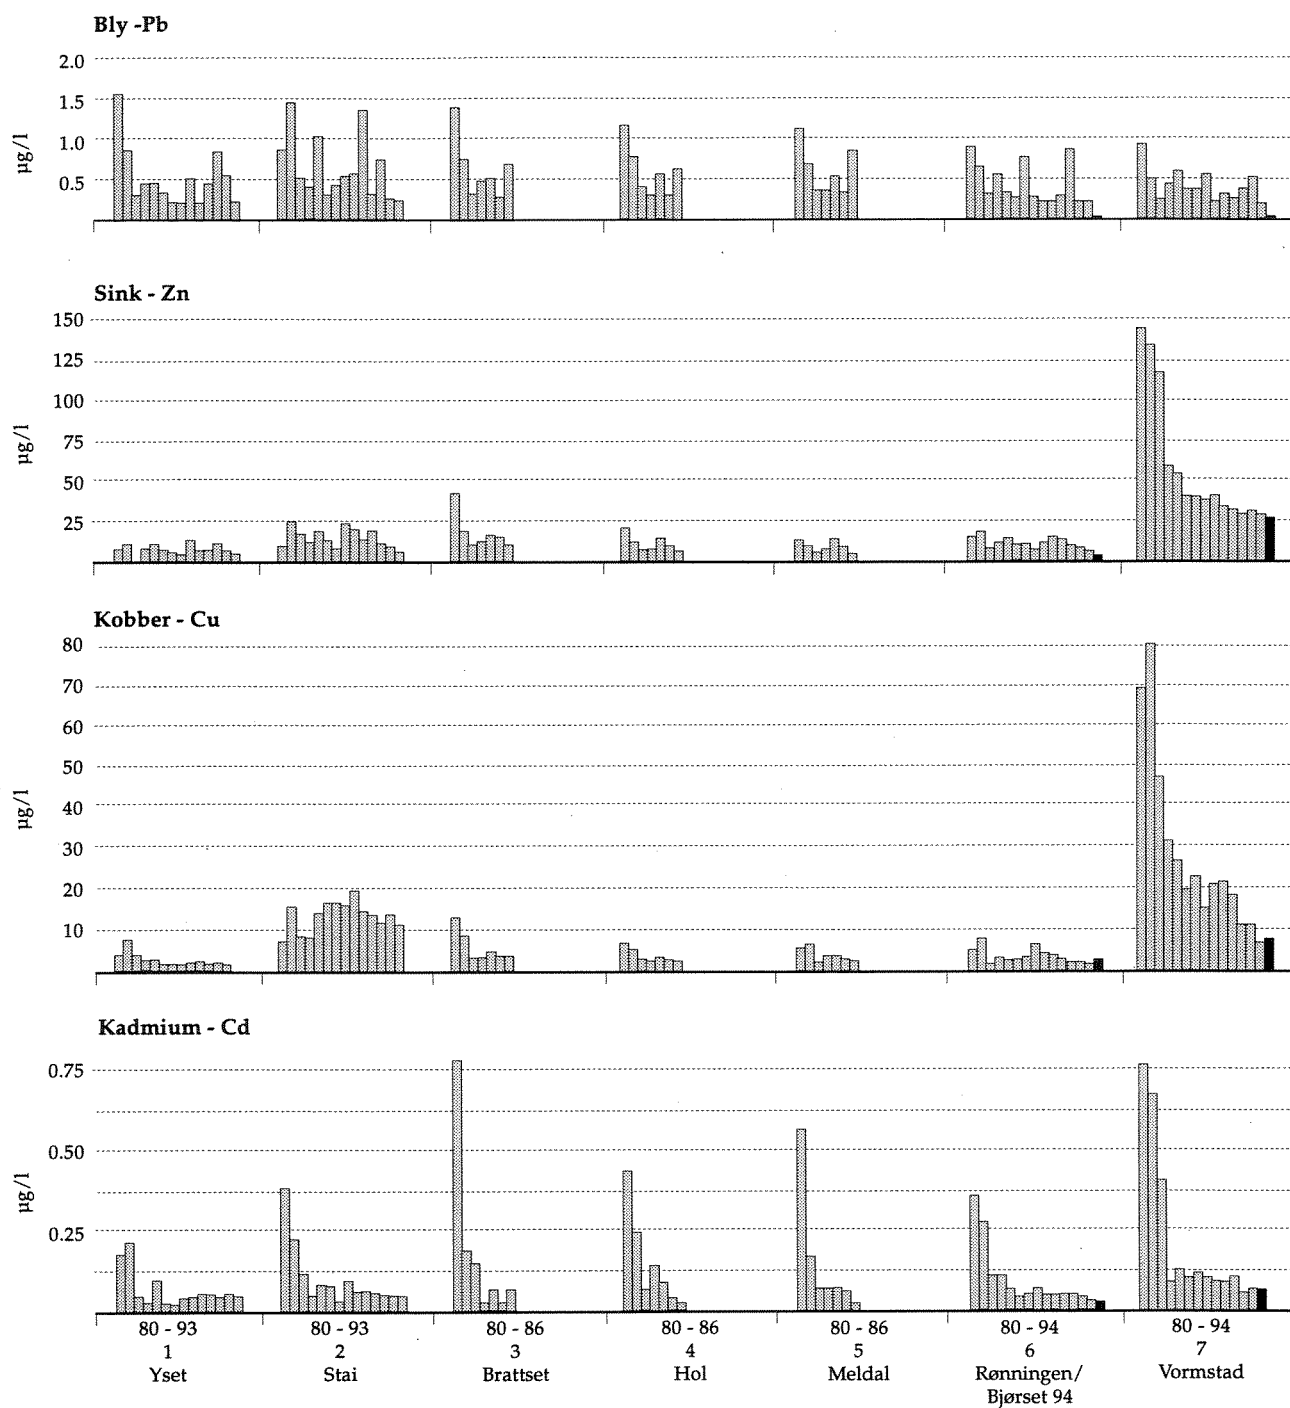 Bly -Pb
2.0
1.5
1.0
0.5
µg/l
Sink - Zn
150
125
100
75
50
25
µg/l
Kobber - Cu
80
70
60
50
40
30
20
10
µg/l
Kadmium - Cd
0.75
0.50
0.25
µg/l
80 - 93 80 - 93 80 - 86 80 - 86 80 - 86 80 - 94 80 - 94
1 2 3 4 5 6 7
Yset Stai Brattset Hol Meldal Rønningen/ Vormstad
Bjørset 94